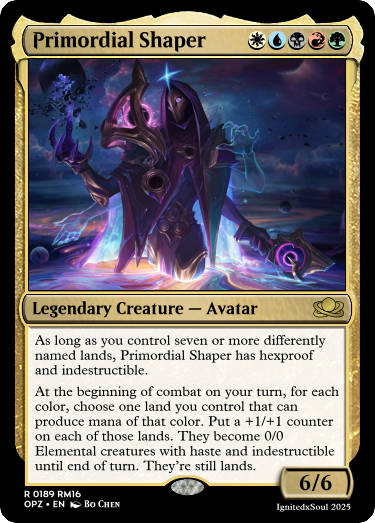 Primordial Shaper
Legendary Creature — Avatar
As long as you control seven or more differently
named lands, Primordial Shaper has hexproof
and indestructible.
At the beginning of combat on your turn, for each
color, choose one land you control that can
produce mana of that color. Put a +1/+1 counter
on each of those lands. They become 0/0
Elemental creatures with haste and indestructible
until end of turn. They’re still lands.
6/6
R 0189 RM16
OPZ • EN Bo Chen
IgnitedxSoul 2025